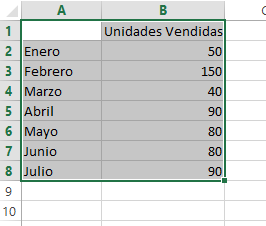 A B
1 Unidades Vendidas
2 Enero 50
3 Febrero 150
4 Marzo 40
5 Abril 90
6 Mayo 80
7 Junio 80
8 Julio 90
9
10